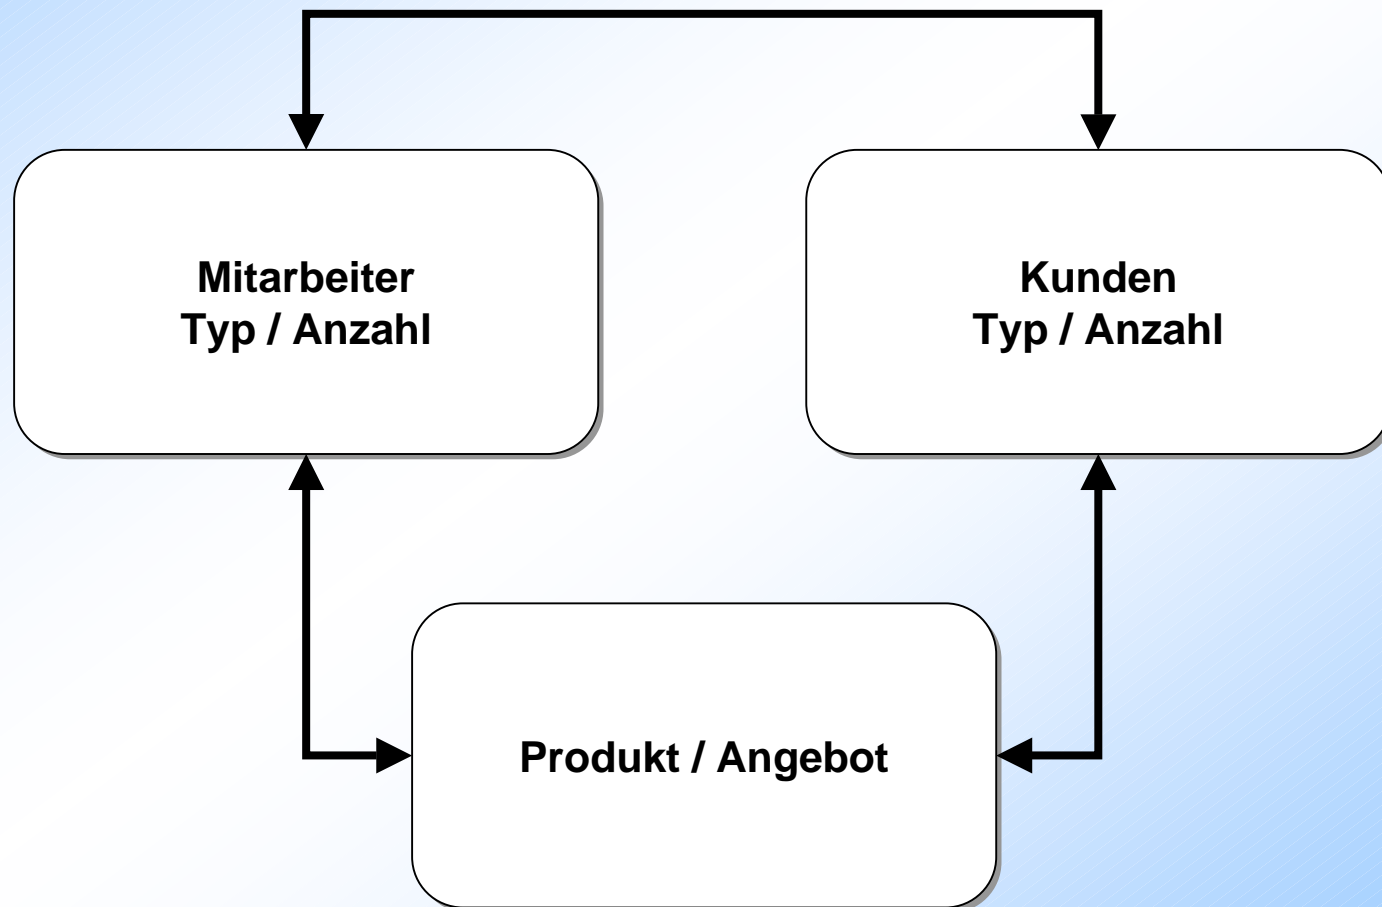 Mitarbeiter
Typ / Anzahl
Kunden
Typ / Anzahl
Produkt / Angebot